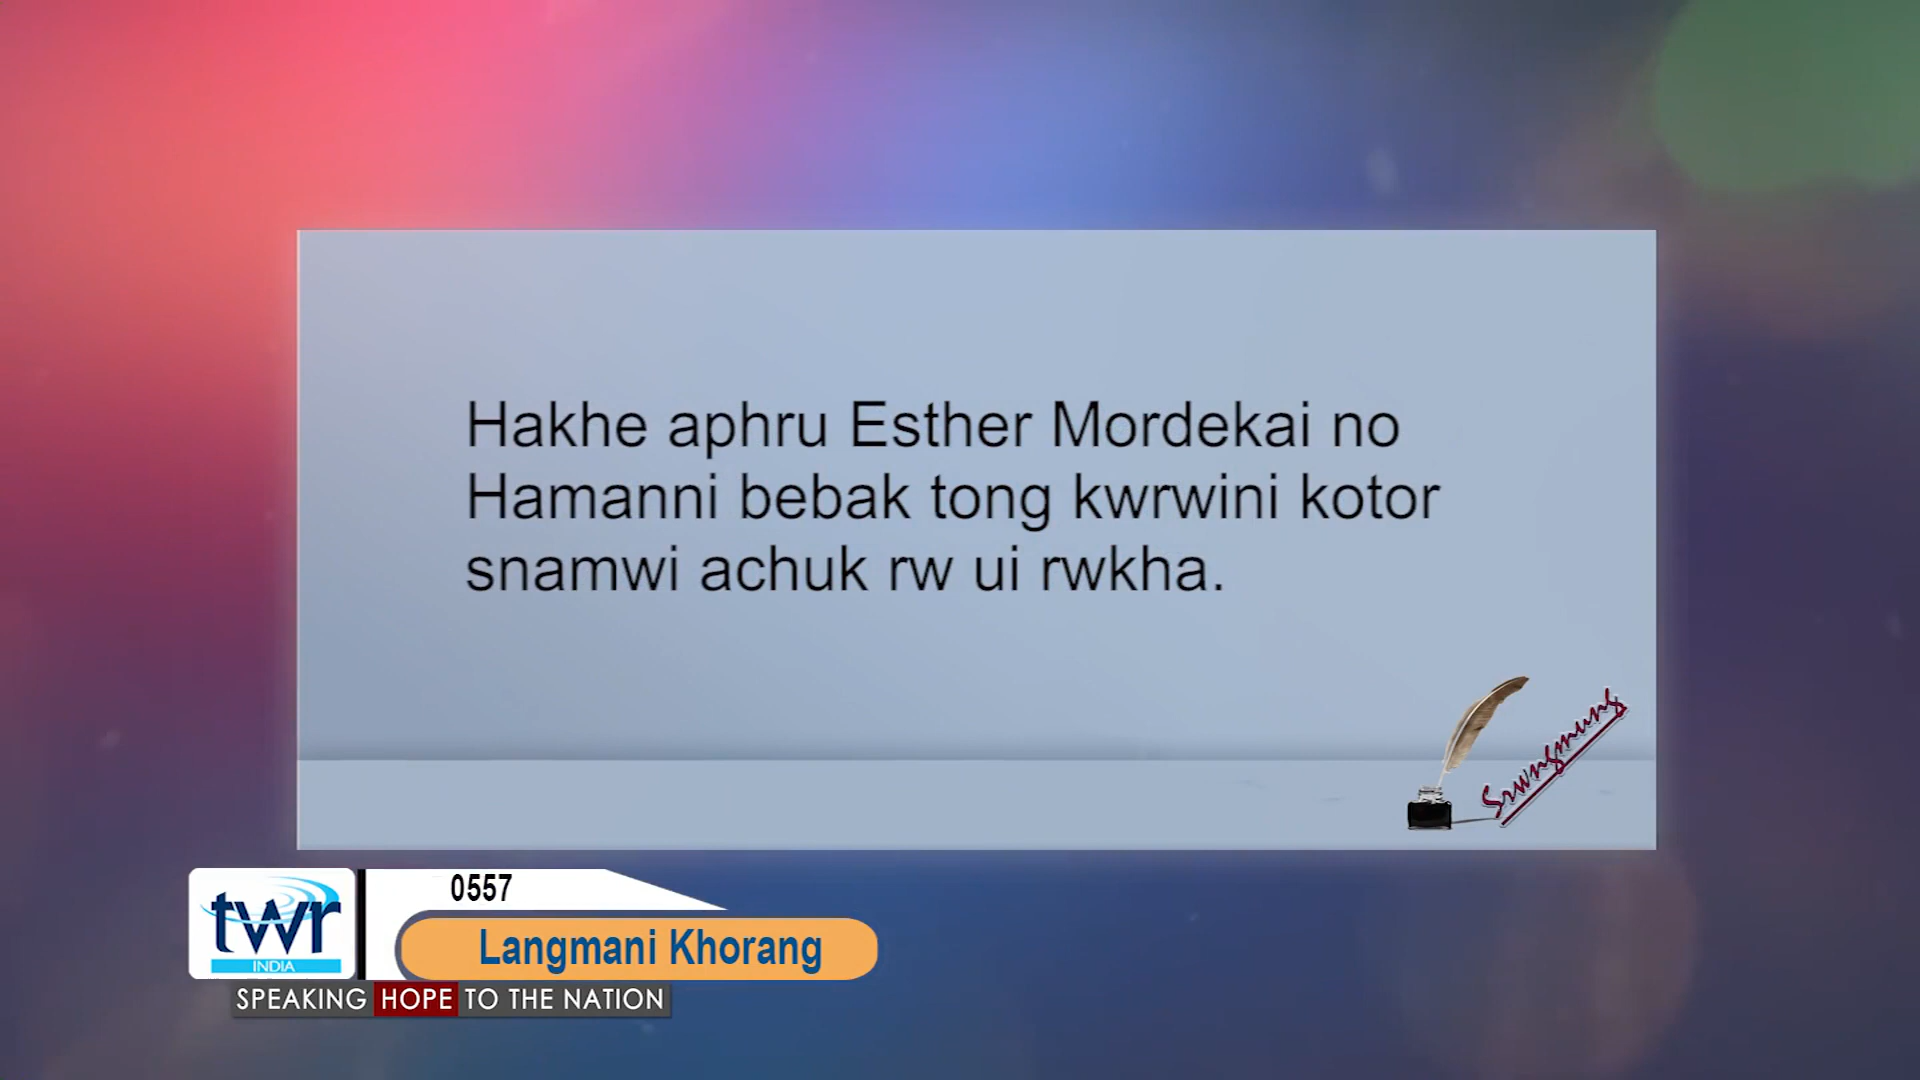 Hakhe aphru Esther Mordekai no
Hamanni bebak tong kwrwini kotor
snamwi achuk rw ui rwkha.
Srwngmung
twr
INDIA
0557
Langmani Khorang
SPEAKING HOPE TO THE NATION